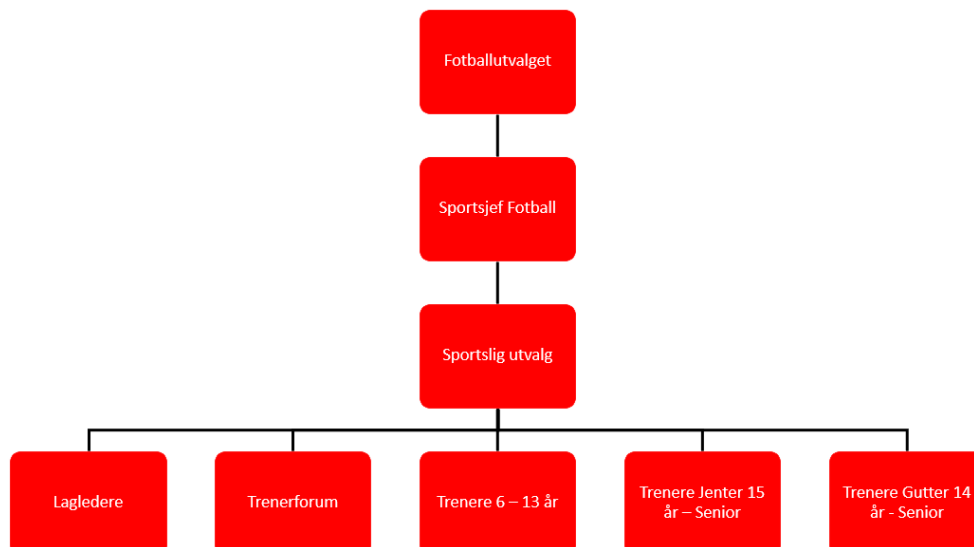 Fotballutvalget
Sportsjef Fotball
Sportslig utvalg
Lagledere
Trenerforum
Trenere 6 – 13 år
Trenere Jenter 15
år – Senior
Trenere Gutter 14
år - Senior